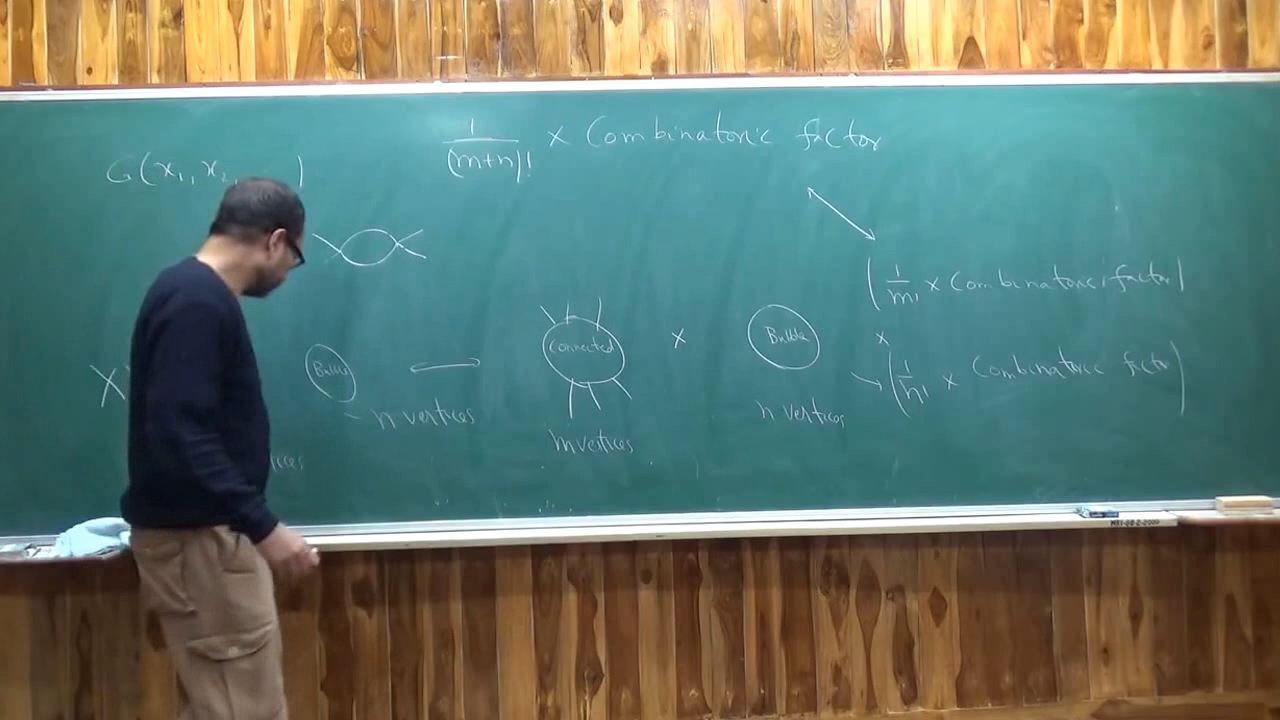 1/(m+n)! × Combinatoric factor
G(x₁, x₂, )
(1/m! × Combinatoric factor)
×
(1/n! × Combinatoric factor)
Connected × Bubble
Bubble
n vertices
m vertices
n vertices